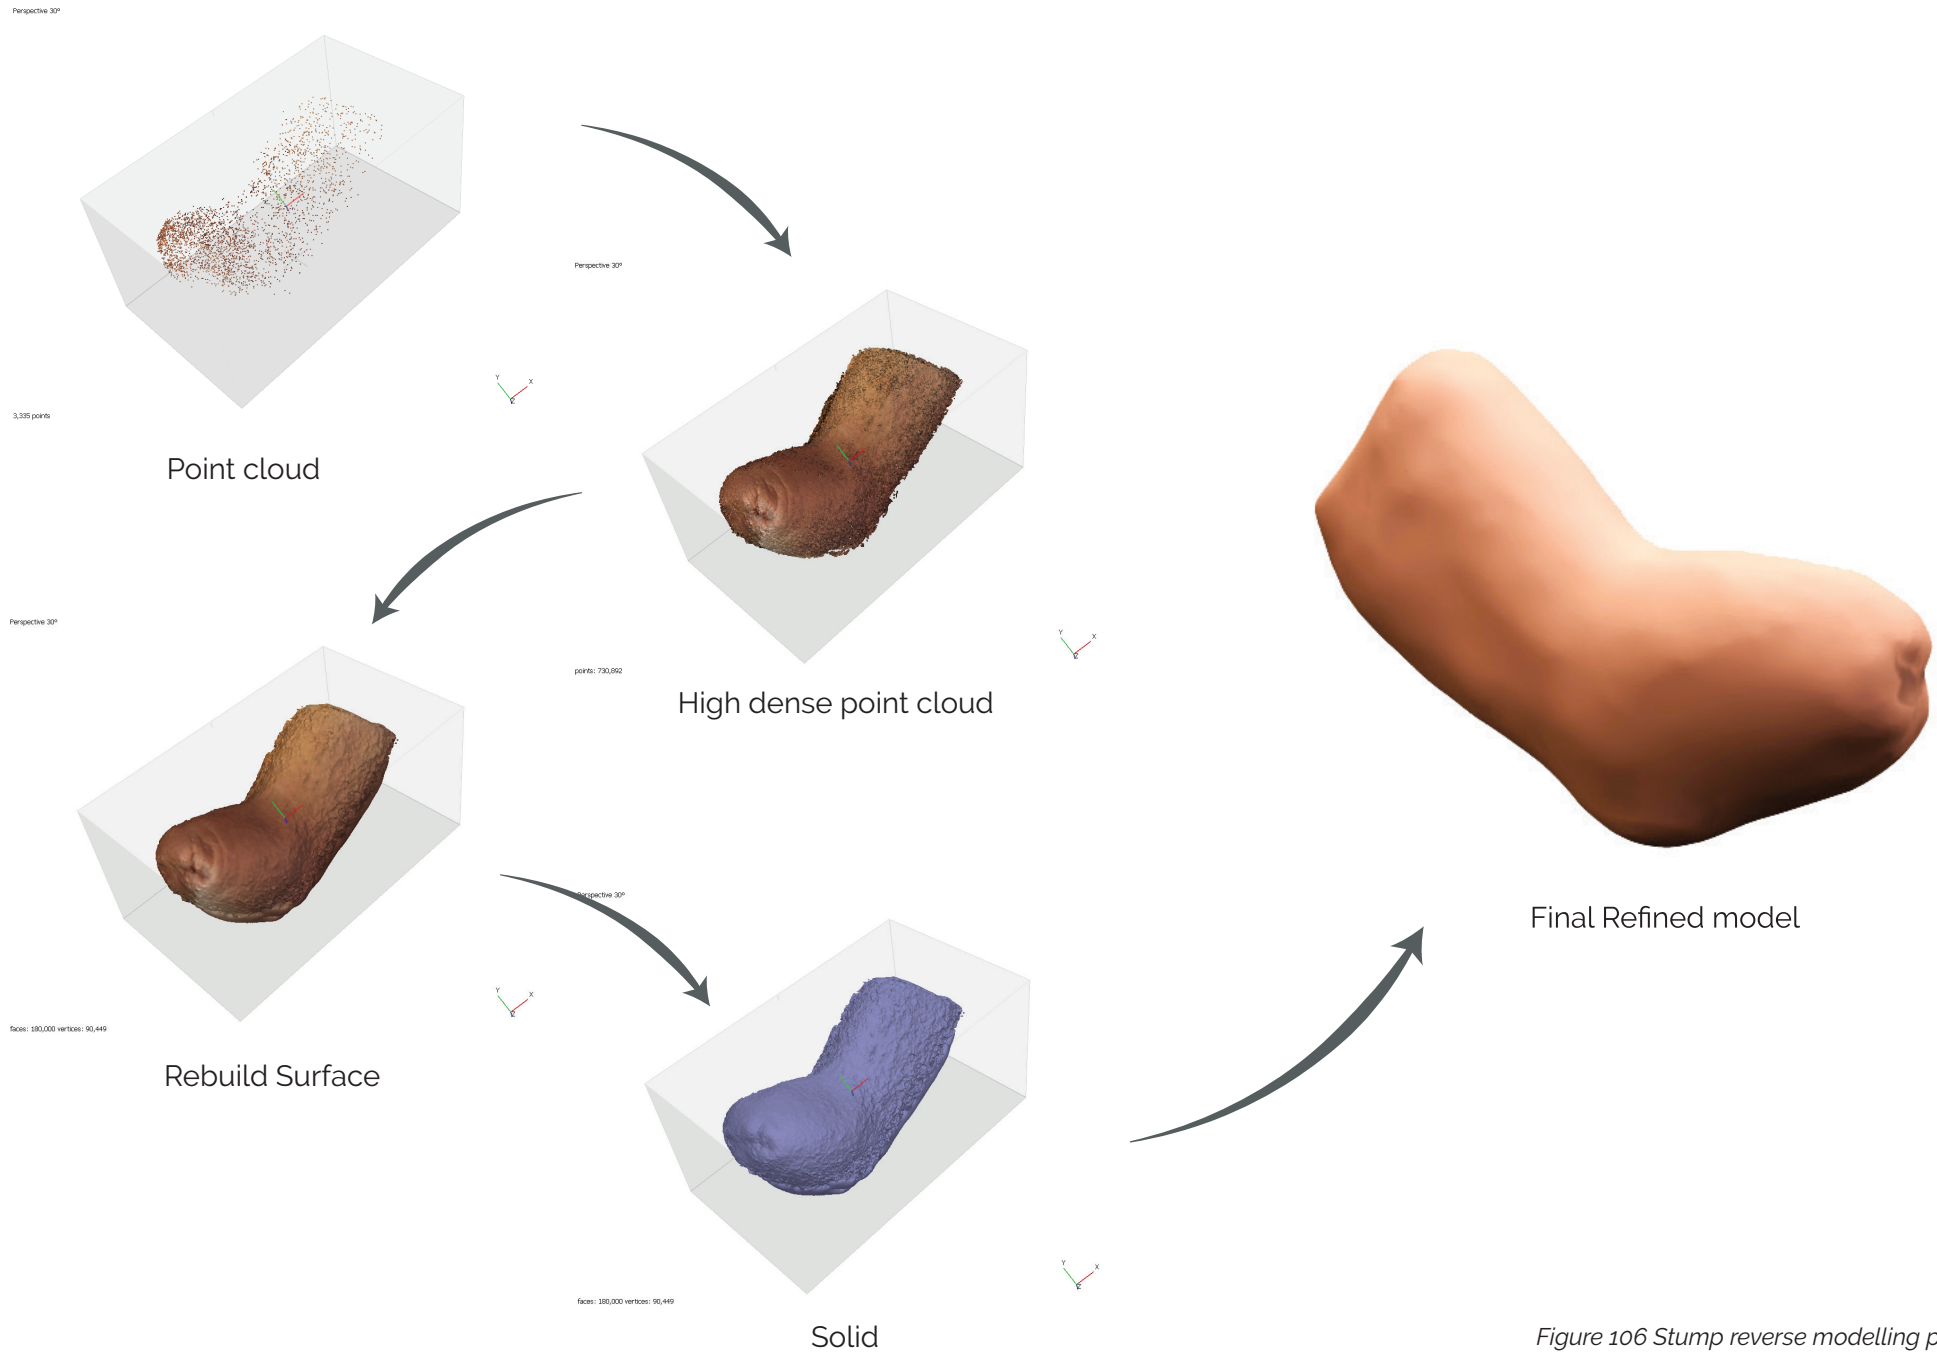 Perspective 30°
3,335 points
Y
X
Z
Point cloud
Perspective 30°
points: 730,892
Y
X
Z
High dense point cloud
Perspective 30°
faces: 180,000 vertices: 90,449
Y
X
Z
Rebuild Surface
Perspective 30°
faces: 180,000 vertices: 90,449
Y
X
Z
Solid
Final Refined model
Figure 106 Stump reverse modelling p